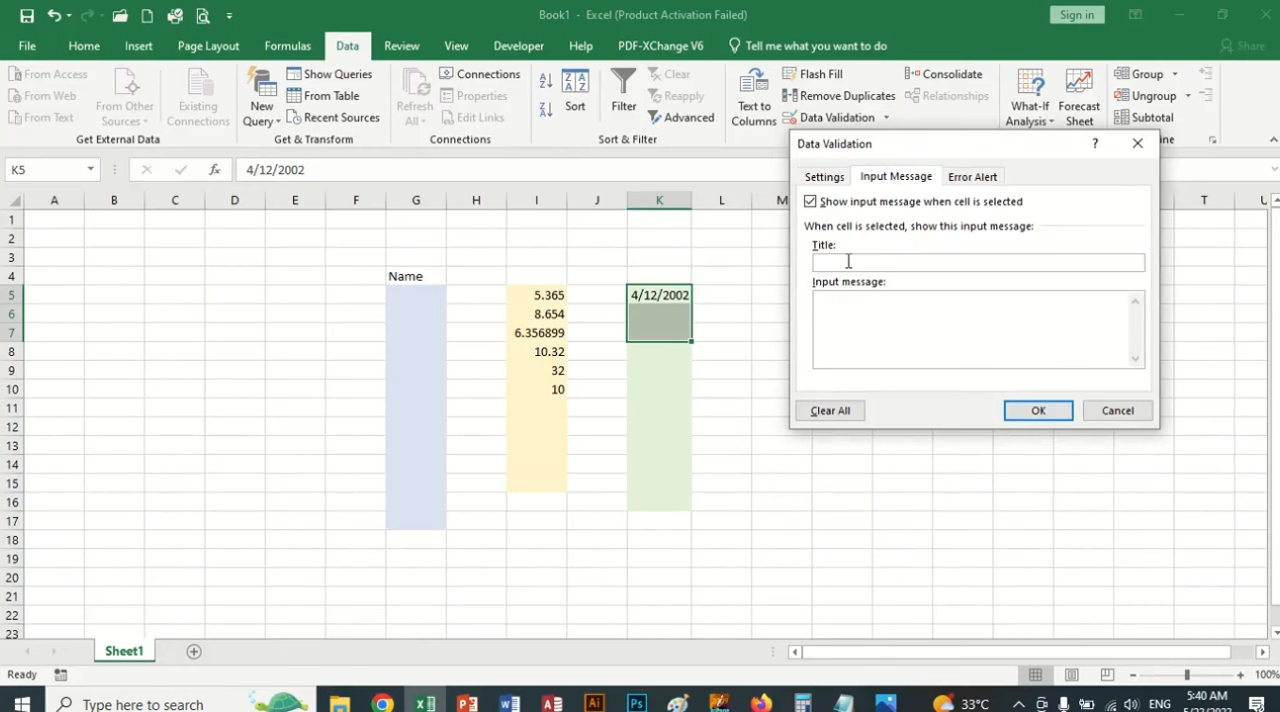 Book1 - Excel (Product Activation Failed)
Sign in
File Home Insert Page Layout Formulas Data Review View Developer Help PDF-XChange V6 Tell me what you want to do Share
From Access
From Web
From Text
From Other Sources
Existing Connections
Get External Data
New Query
Show Queries
From Table
Recent Sources
Get & Transform
Refresh All
Connections
Properties
Edit Links
Connections
Sort
Filter
Clear
Reapply
Advanced
Sort & Filter
Text to Columns
Flash Fill
Remove Duplicates
Data Validation
Consolidate
Relationships
What-If Analysis
Forecast Sheet
Group
Ungroup
Subtotal
ine
K5 fx 4/12/2002
A B C D E F G H I J K L M T U
1
2
3
4 Name
5 5.365 4/12/2002
6 8.654
7 6.356899
8 10.32
9 32
10 10
11
12
13
14
15
16
17
18
19
20
21
22
23
Data Validation ?
Settings Input Message Error Alert
Show input message when cell is selected
When cell is selected, show this input message:
Title:
Input message:
Clear All OK Cancel
Sheet1
Ready 100%
Type here to search 33°C ENG 5:40 AM